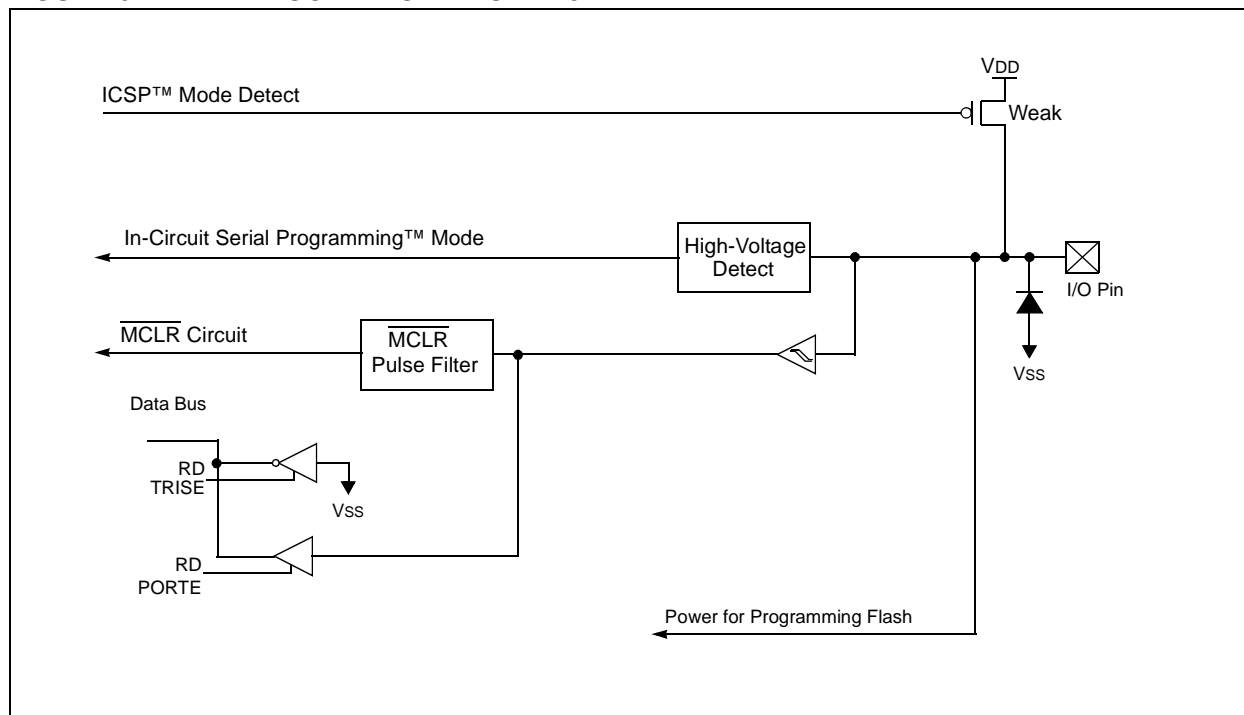 VDD
ICSP™ Mode Detect
Weak
In-Circuit Serial Programming™ Mode
High-Voltage
Detect
I/O Pin
MCLR Circuit
MCLR
Pulse Filter
VSS
Data Bus
RD
TRISE
VSS
RD
PORTE
Power for Programming Flash